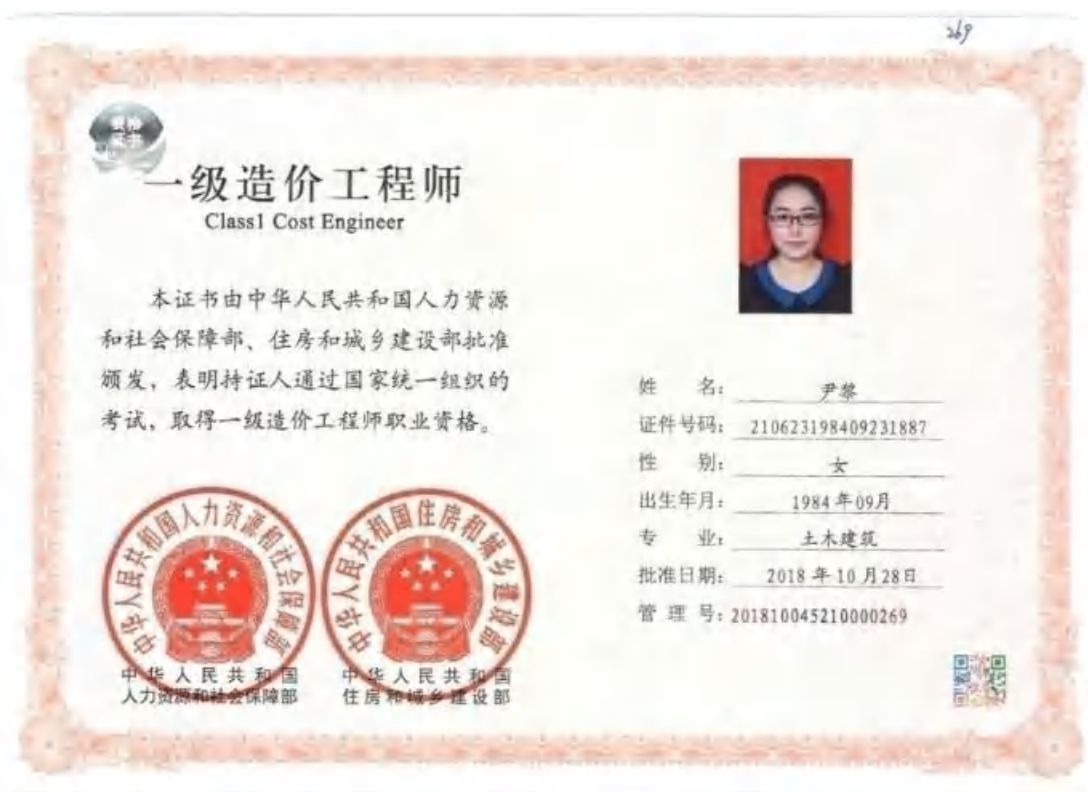 269
一级造价工程师
Class1 Cost Engineer
本证书由中华人民共和国人力资源
和社会保障部、住房和城乡建设部批准
颁发，表明持证人通过国家统一组织的
考试，取得一级造价工程师职业资格。
中华人民共和国人力资源和社会保障部
中华人民共和国住房和城乡建设部
中华人民共和国
人力资源和社会保障部
中华人民共和国
住房和城乡建设部
姓 名：尹黎
证件号码：210623198409231887
性 别：女
出生年月：1984年09月
专 业：土木建筑
批准日期：2018年10月28日
管 理 号：201810045210000269